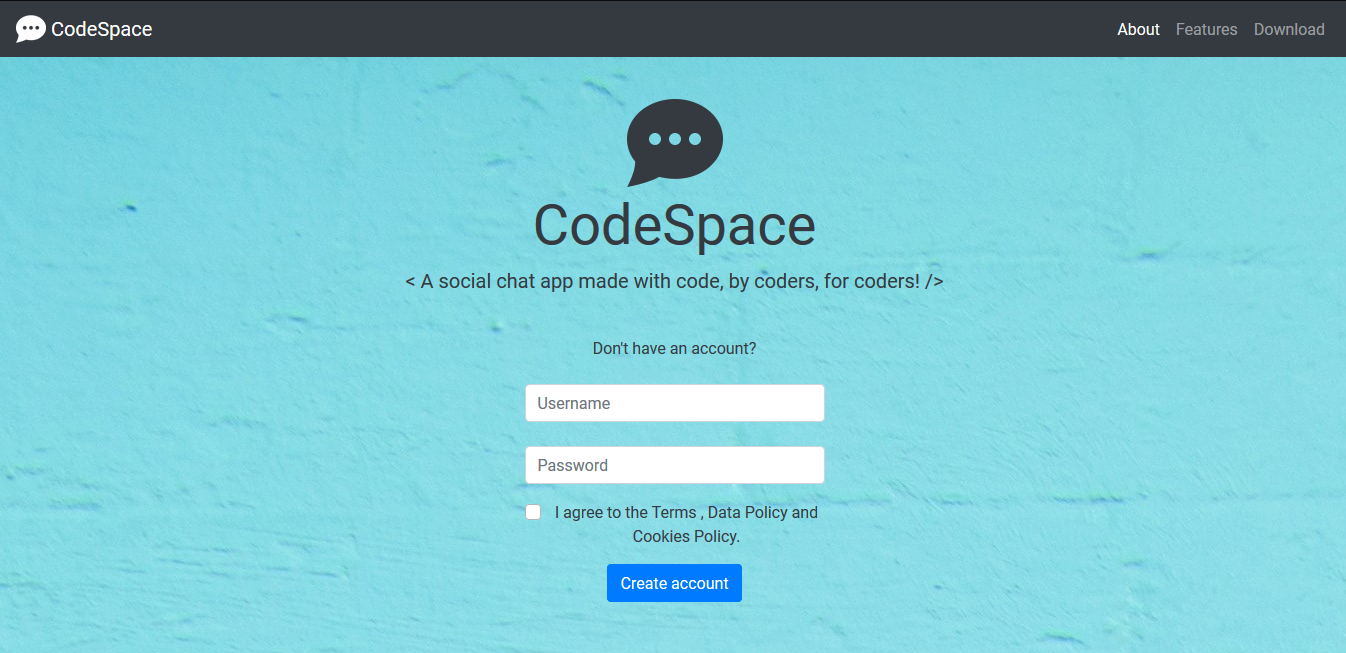 CodeSpace
About Features Download
CodeSpace
< A social chat app made with code, by coders, for coders! />
Don't have an account?
Username
Password
I agree to the Terms , Data Policy and
Cookies Policy.
Create account